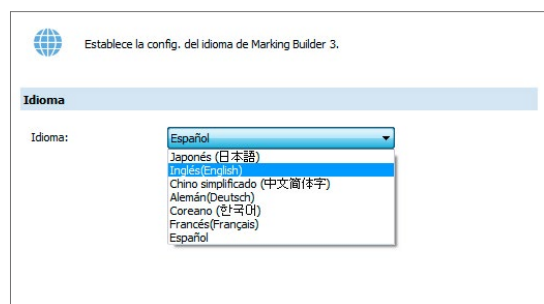 Establece la config. del idioma de Marking Builder 3.
Idioma
Idioma:
Español
Japonés (日本語)
Inglés(English)
Chino simplificado (中文简体字)
Alemán(Deutsch)
Coreano (한국어)
Francés(Français)
Español